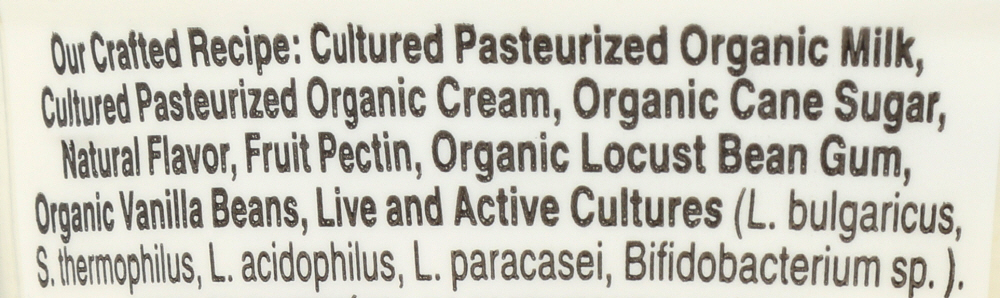 Our Crafted Recipe: Cultured Pasteurized Organic Milk,
Cultured Pasteurized Organic Cream, Organic Cane Sugar,
Natural Flavor, Fruit Pectin, Organic Locust Bean Gum,
Organic Vanilla Beans, Live and Active Cultures (L. bulgaricus,
S. thermophilus, L. acidophilus, L. paracasei, Bifidobacterium sp. ).